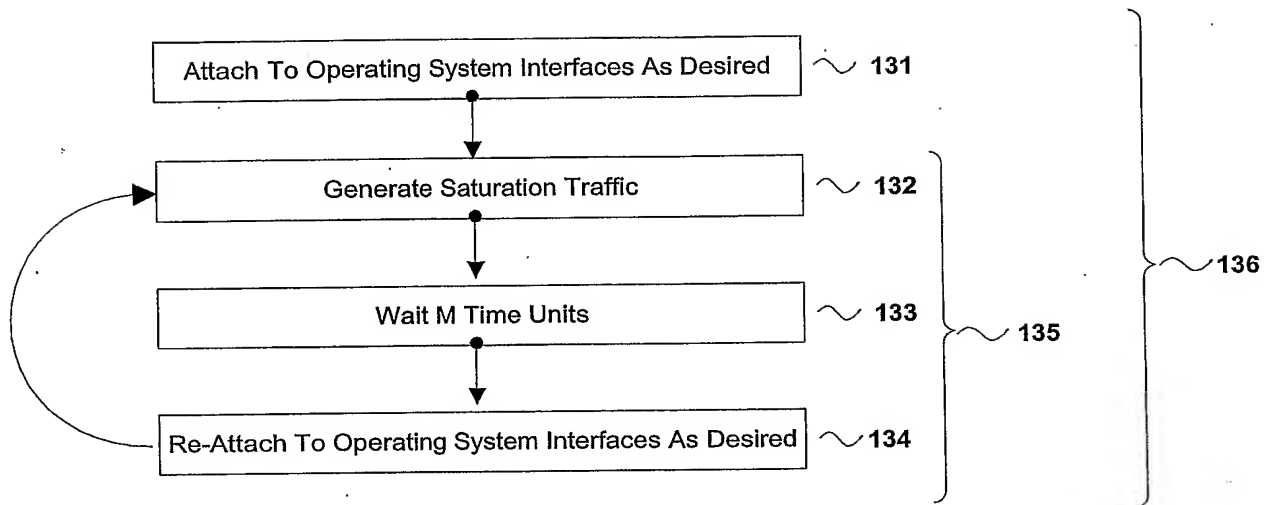 Attach To Operating System Interfaces As Desired 131
Generate Saturation Traffic 132
136
Wait M Time Units 133
135
Re-Attach To Operating System Interfaces As Desired 134